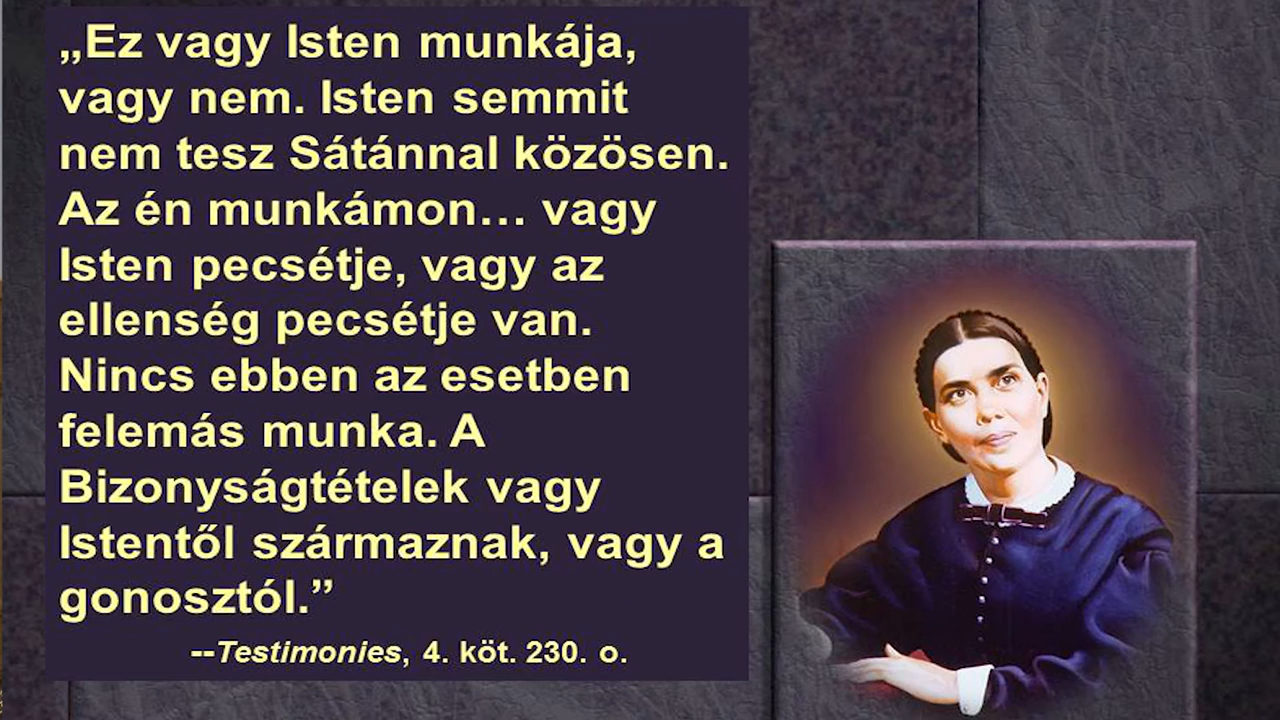 „Ez vagy Isten munkája,
vagy nem. Isten semmit
nem tesz Sátánnal közösen.
Az én munkámon… vagy
Isten pecsétje, vagy az
ellenség pecsétje van.
Nincs ebben az esetben
felemás munka. A
Bizonyságtételek vagy
Istentől származnak, vagy a
gonosztól.”
--Testimonies, 4. köt. 230. o.